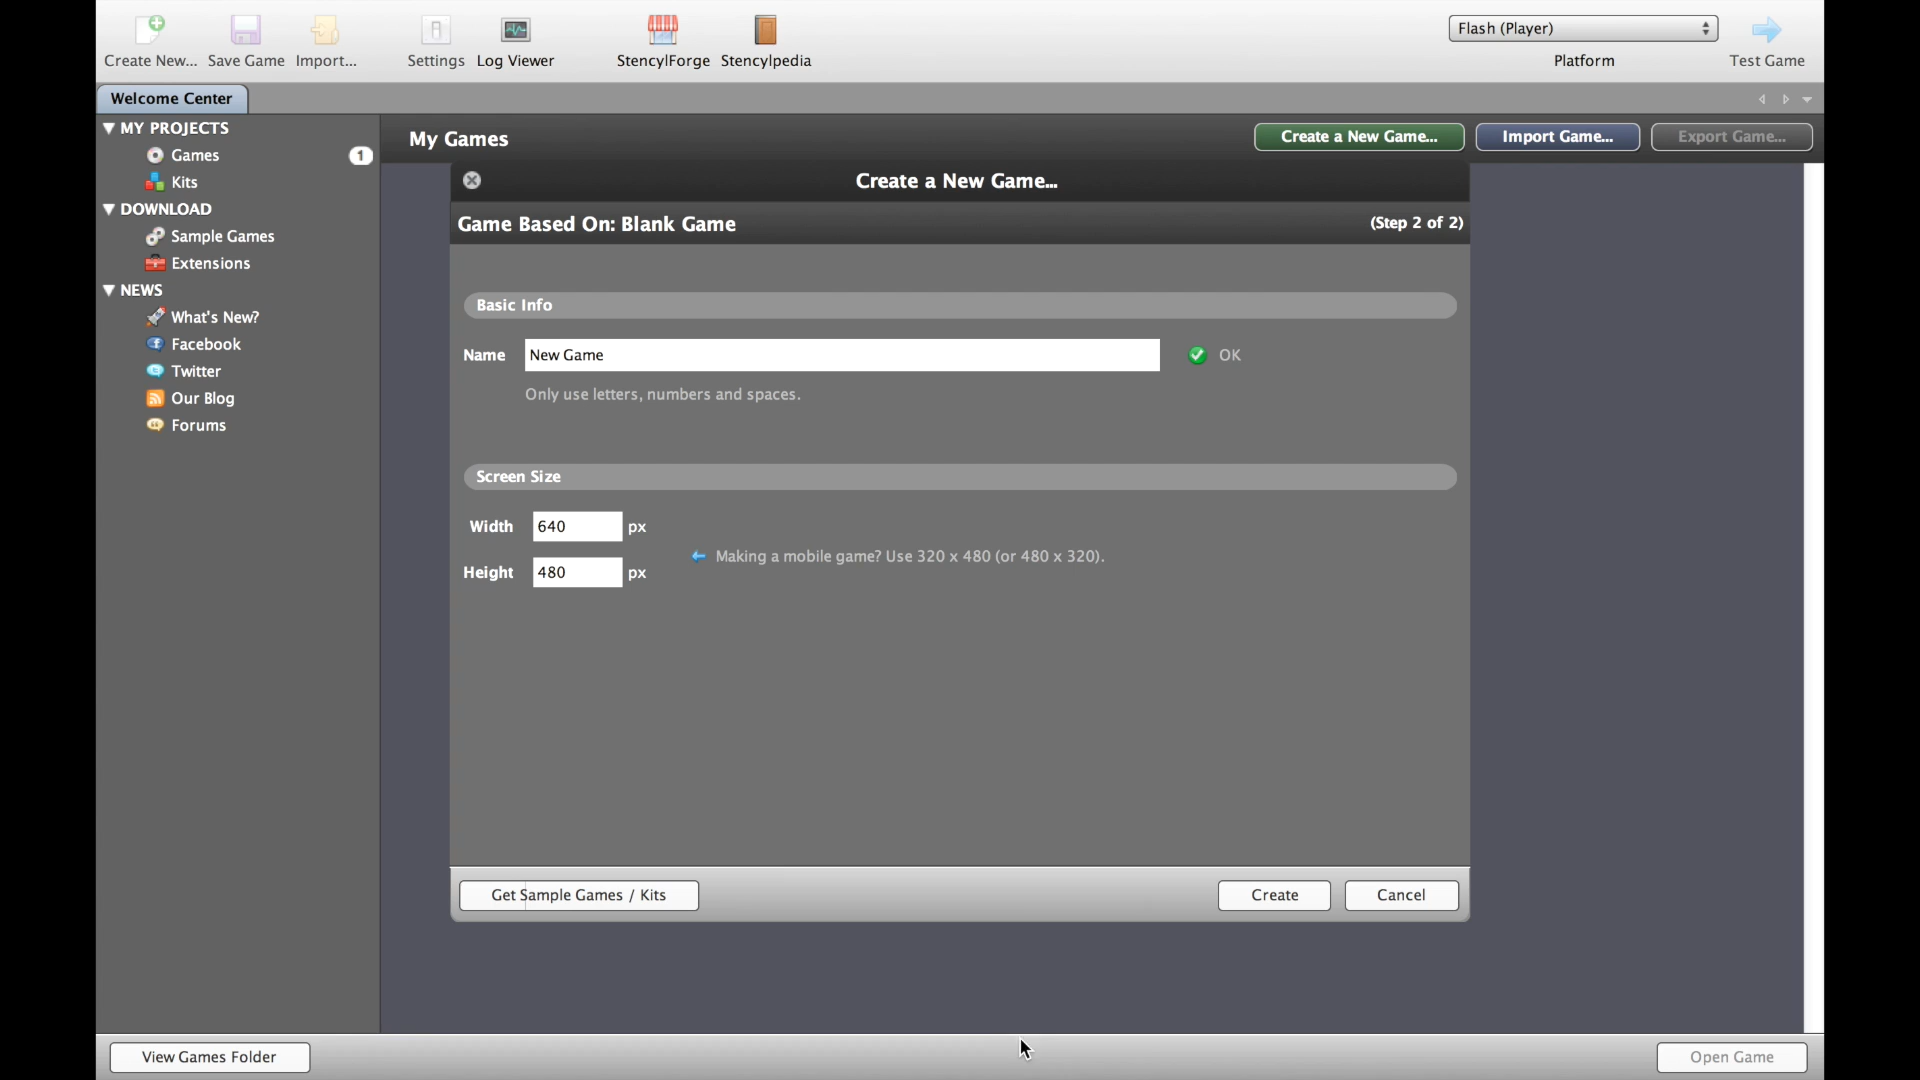 Create New... Save Game Import... Settings Log Viewer StencylForge Stencylpedia Flash (Player) Platform Test Game
Welcome Center
MY PROJECTS
Games 1
Kits
DOWNLOAD
Sample Games
Extensions
NEWS
What's New?
Facebook
Twitter
Our Blog
Forums
My Games Create a New Game... Import Game... Export Game...
Create a New Game...
Game Based On: Blank Game (Step 2 of 2)
Basic Info
Name New Game OK
Only use letters, numbers and spaces.
Screen Size
Width 640 px
Making a mobile game? Use 320 x 480 (or 480 x 320).
Height 480 px
Get Sample Games / Kits Create Cancel
View Games Folder Open Game